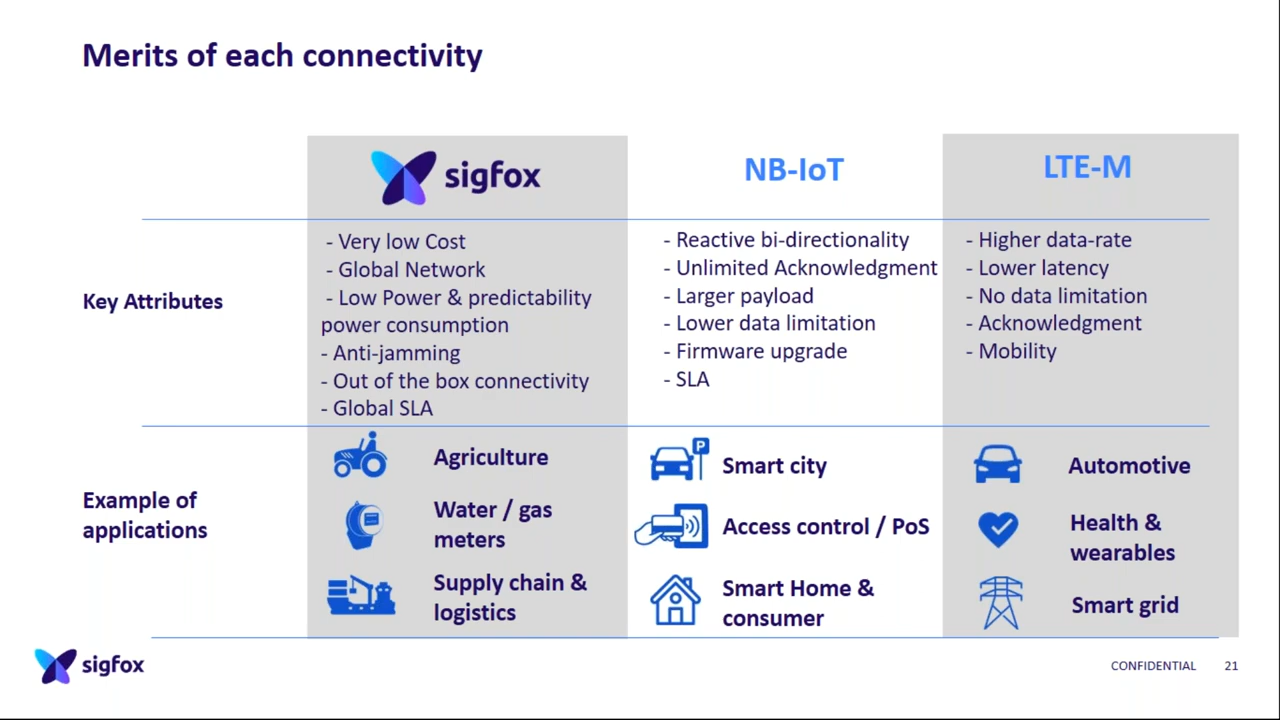 Merits of each connectivity
sigfox
NB-IoT
LTE-M
Key Attributes
- Very low Cost
- Global Network
- Low Power & predictability
power consumption
- Anti-jamming
- Out of the box connectivity
- Global SLA
- Reactive bi-directionality
- Unlimited Acknowledgment
- Larger payload
- Lower data limitation
- Firmware upgrade
- SLA
- Higher data-rate
- Lower latency
- No data limitation
- Acknowledgment
- Mobility
Example of
applications
Agriculture
Water / gas
meters
Supply chain &
logistics
P
Smart city
Access control / PoS
Smart Home &
consumer
Automotive
Health &
wearables
Smart grid
sigfox
CONFIDENTIAL
21